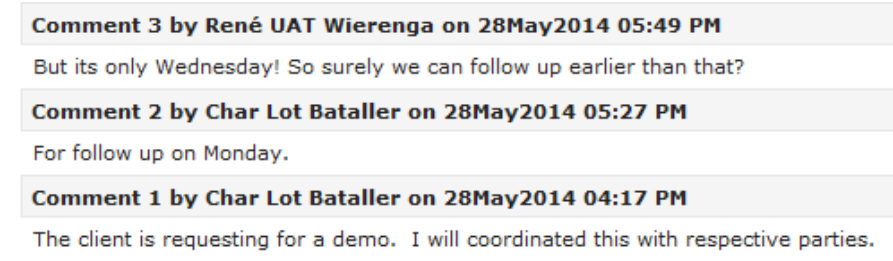 Comment 3 by René UAT Wierenga on 28May2014 05:49 PM
But its only Wednesday! So surely we can follow up earlier than that?
Comment 2 by Char Lot Bataller on 28May2014 05:27 PM
For follow up on Monday.
Comment 1 by Char Lot Bataller on 28May2014 04:17 PM
The client is requesting for a demo.  I will coordinated this with respective parties.